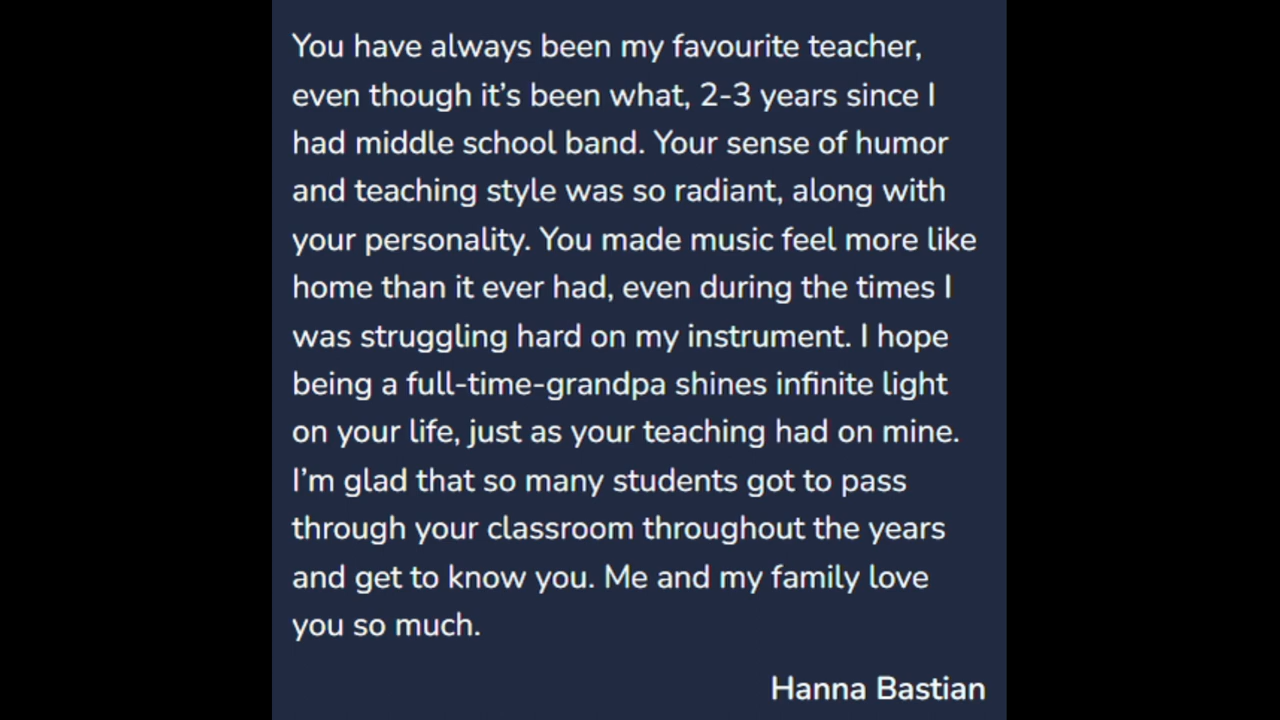 You have always been my favourite teacher,
even though it’s been what, 2-3 years since I
had middle school band. Your sense of humor
and teaching style was so radiant, along with
your personality. You made music feel more like
home than it ever had, even during the times I
was struggling hard on my instrument. I hope
being a full-time-grandpa shines infinite light
on your life, just as your teaching had on mine.
I’m glad that so many students got to pass
through your classroom throughout the years
and get to know you. Me and my family love
you so much.
Hanna Bastian